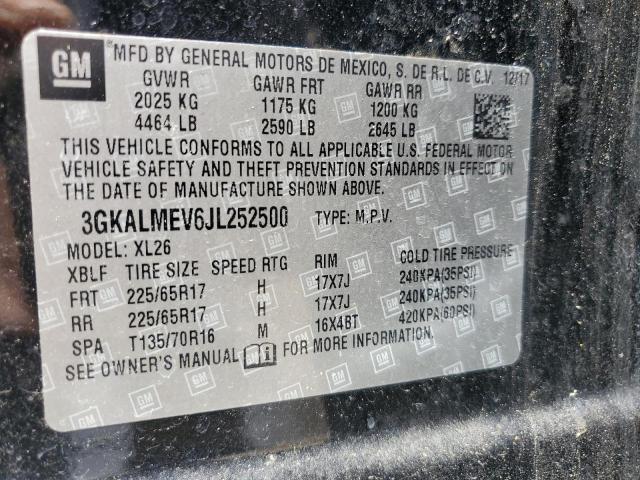 GM
MFD BY GENERAL MOTORS DE MEXICO, S. DE R.L. DE C.V. 12/17
GVWR GAWR FRT GAWR RR
2025 KG 1175 KG 1200 KG
4464 LB 2590 LB 2645 LB
THIS VEHICLE CONFORMS TO ALL APPLICABLE U.S. FEDERAL MOTOR
VEHICLE SAFETY AND THEFT PREVENTION STANDARDS IN EFFECT ON
THE DATE OF MANUFACTURE SHOWN ABOVE.
3GKALMEV6JL252500 TYPE: M.P.V.
MODEL: XL26
XBLF TIRE SIZE SPEED RTG RIM COLD TIRE PRESSURE
FRT 225/65R17 H 17X7J 240KPA(35PSI)
RR 225/65R17 H 17X7J 240KPA(35PSI)
SPA T135/70R16 M 16X4BT 420KPA(60PSI)
SEE OWNER'S MANUAL FOR MORE INFORMATION.